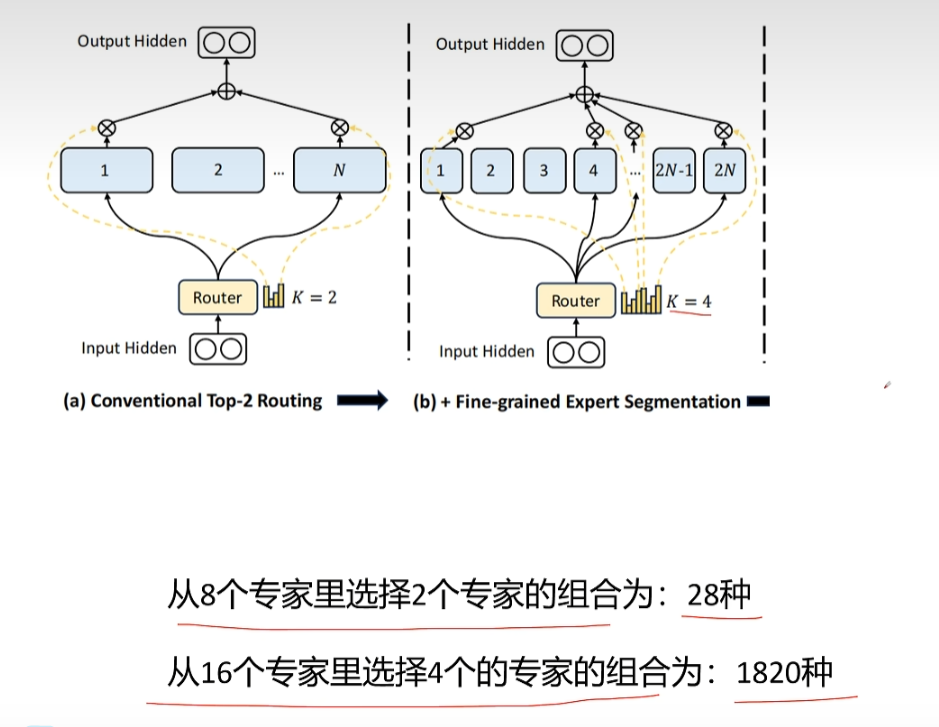 Output Hidden
1 2 ... N
Router K = 2
Input Hidden
(a) Conventional Top-2 Routing
Output Hidden
1 2 3 4 ... 2N-1 2N
Router K = 4
Input Hidden
(b) + Fine-grained Expert Segmentation
从8个专家里选择2个专家的组合为：28种
从16个专家里选择4个的专家的组合为：1820种